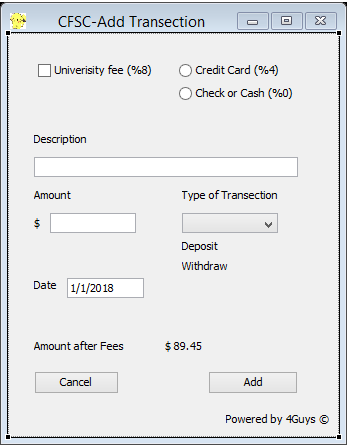 CFSC-Add Transection
Univerisity fee (%8)
Credit Card (%4)
Check or Cash (%0)
Description
Amount
Type of Transection
$
Deposit
Withdraw
Date
1/1/2018
Amount after Fees
$ 89.45
Cancel
Add
Powered by 4Guys ©